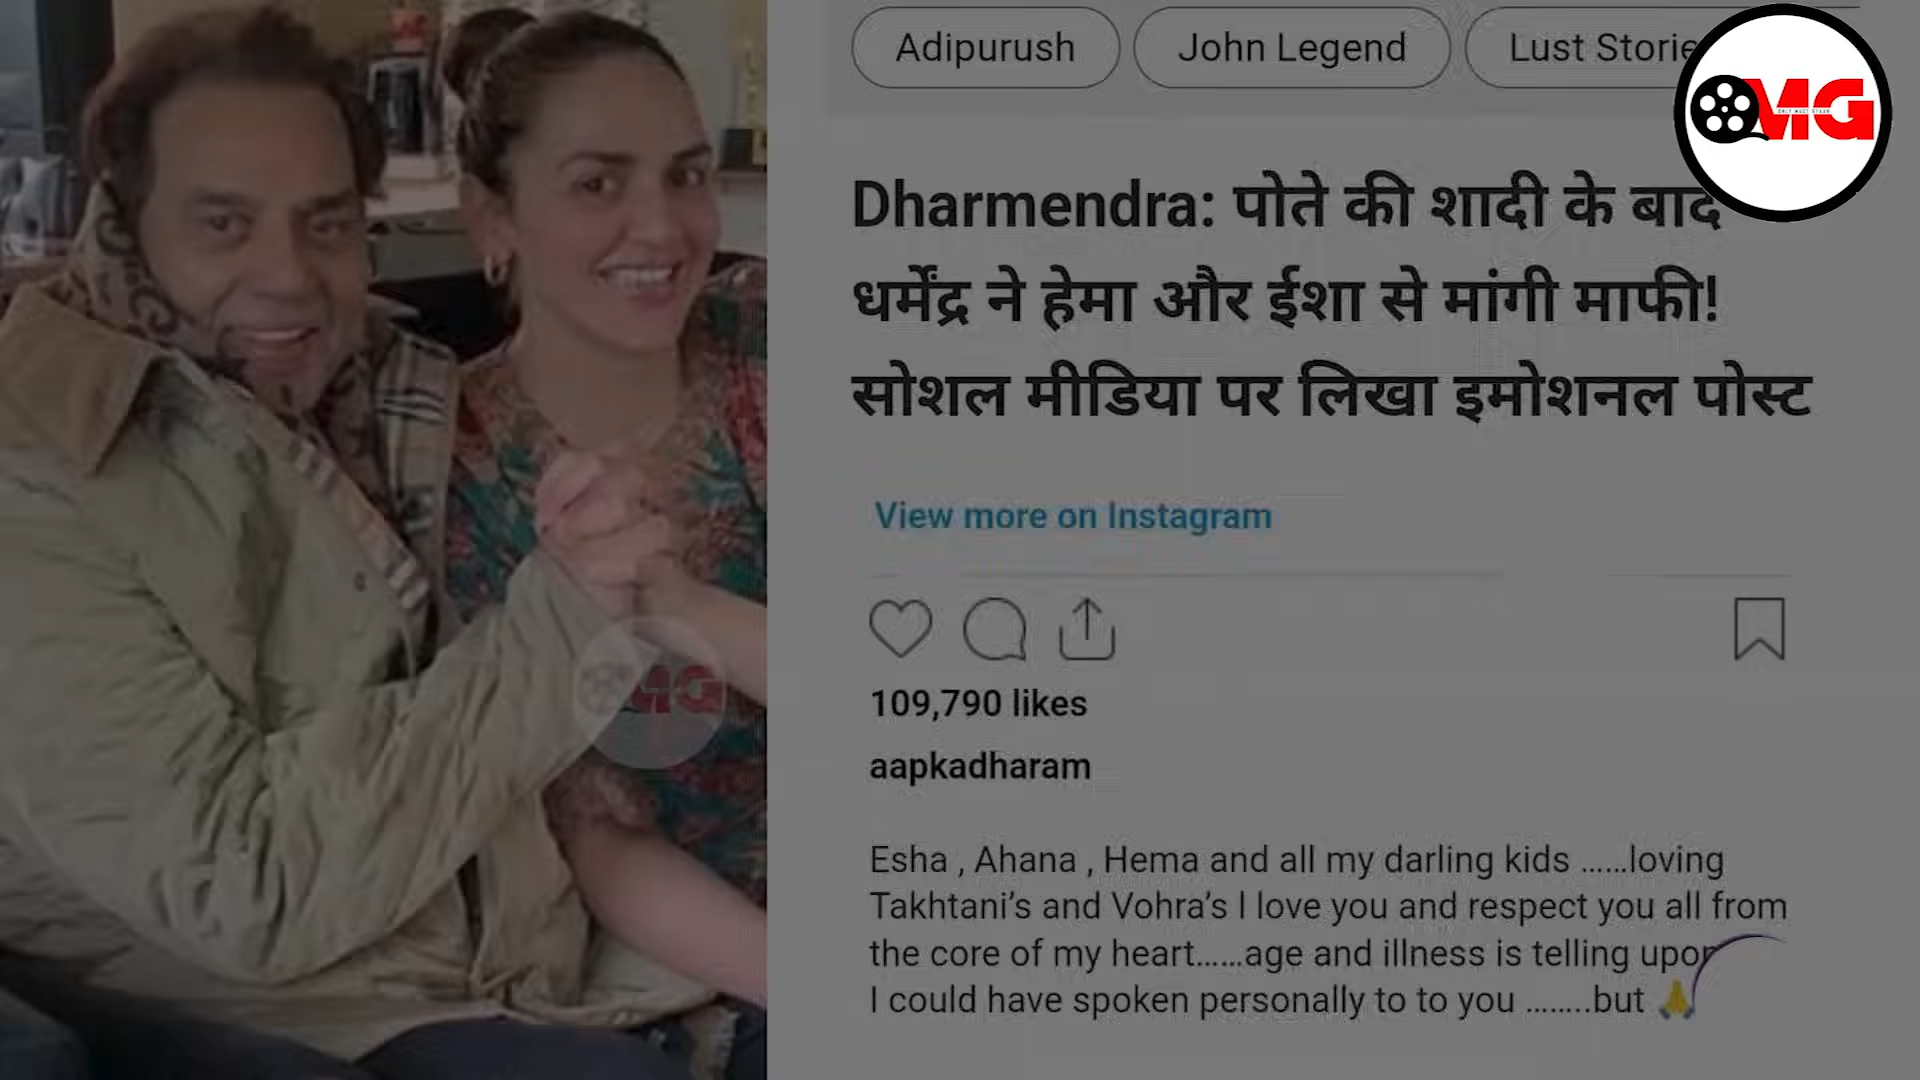 Adipurush
John Legend
Lust Storie
MG
Dharmendra: पोते की शादी के बाद
धर्मेंद्र ने हेमा और ईशा से मांगी माफी!
सोशल मीडिया पर लिखा इमोशनल पोस्ट
View more on Instagram
109,790 likes
aapkadharam
Esha , Ahana , Hema and all my darling kids ......loving
Takhtani’s and Vohra’s I love you and respect you all from
the core of my heart......age and illness is telling upon
I could have spoken personally to to you ........but 🙏
MG